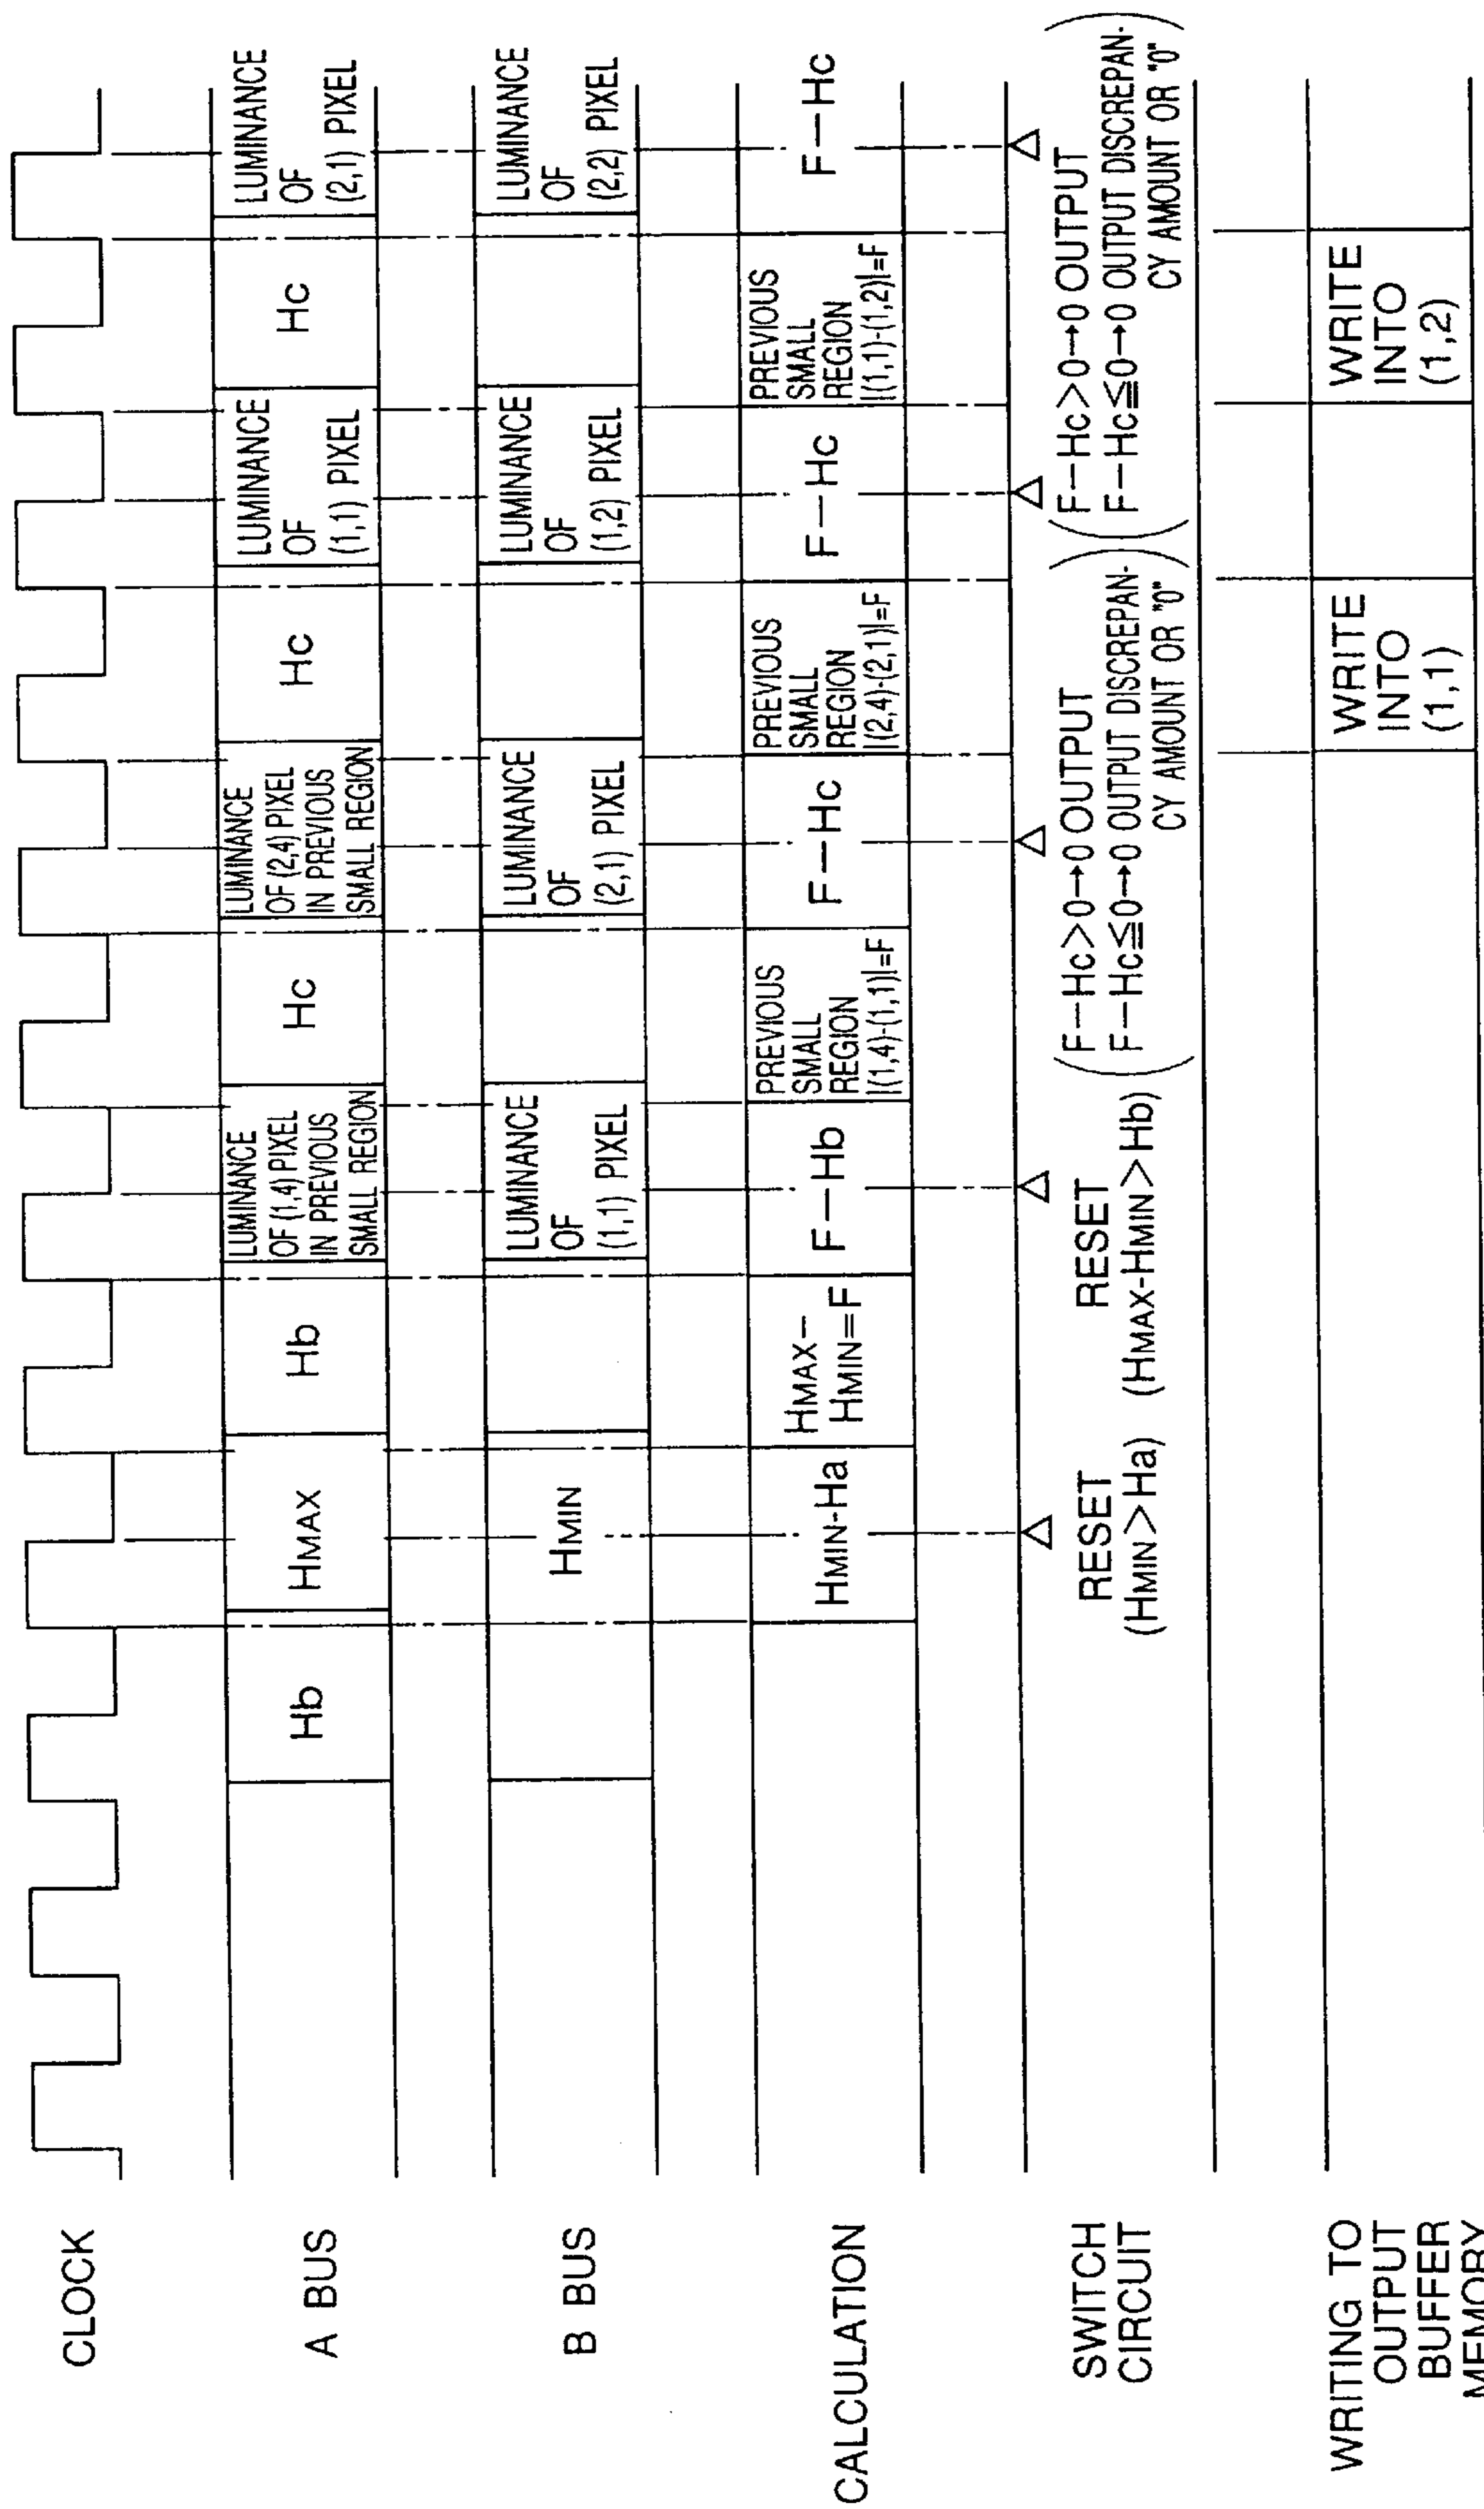 CLOCK
A BUS
Hb
HMAX
Hb
LUMINANCE
OF (1,4) PIXEL
IN PREVIOUS
SMALL REGION
Hc
LUMINANCE
OF (2,4) PIXEL
IN PREVIOUS
SMALL REGION
Hc
LUMINANCE
OF
(1,1) PIXEL
Hc
LUMINANCE
OF
(2,1) PIXEL
B BUS
HMIN
LUMINANCE
OF
(1,1) PIXEL
LUMINANCE
OF
(2,1) PIXEL
LUMINANCE
OF
(1,2) PIXEL
LUMINANCE
OF
(2,2) PIXEL
CALCULATION
HMIN-Ha
HMAX−
HMIN=F
F−Hb
PREVIOUS
SMALL
REGION
|(1,4)-(1,1)|=F
F−Hc
PREVIOUS
SMALL
REGION
|(2,4)-(2,1)|=F
F−Hc
PREVIOUS
SMALL
REGION
|(1,1)-(1,2)|=F
F−Hc
SWITCH
CIRCUIT
RESET
(HMIN>Ha)
RESET
(HMAX-HMIN>Hb)
(F−Hc>0→0 OUTPUT
F−Hc≦0→0 OUTPUT DISCREPAN-
CY AMOUNT OR "0")
(F−Hc>0→0 OUTPUT
F−Hc≦0→0 OUTPUT DISCREPAN-
CY AMOUNT OR "0")
WRITING TO
OUTPUT
BUFFER
MEMORY
WRITE
INTO
(1,1)
WRITE
INTO
(1,2)